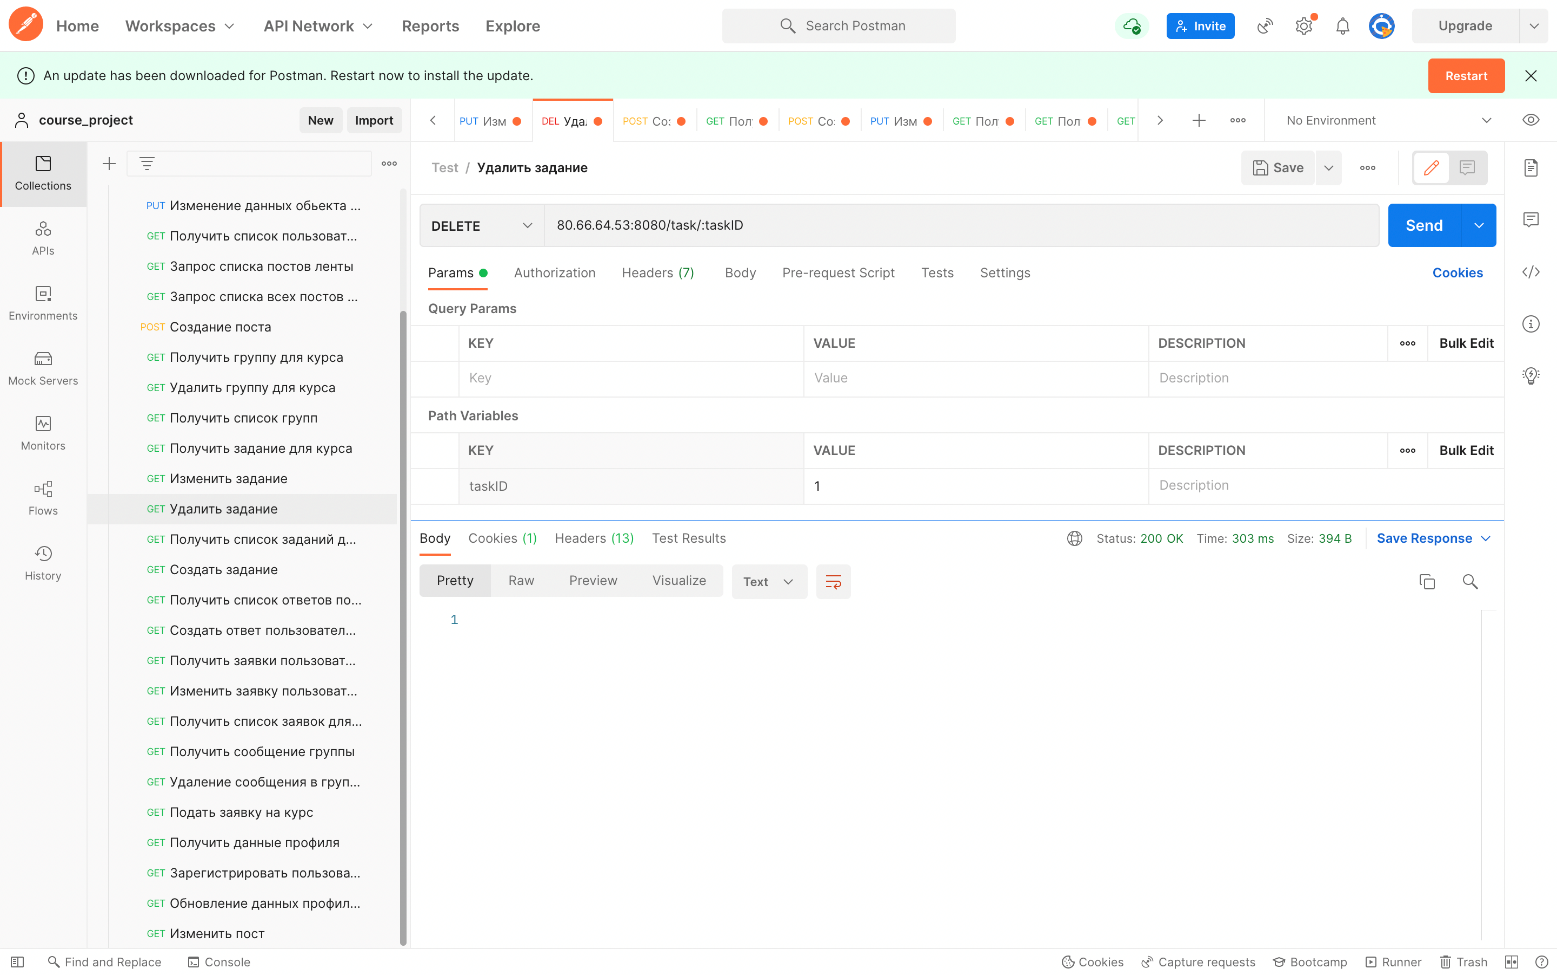 Home Workspaces API Network Reports Explore Search Postman Invite Upgrade
An update has been downloaded for Postman. Restart now to install the update. Restart
course_project New Import
PUT Изм DEL Уда. POST Со: GET Пол POST Со: PUT Изм GET Пол GET Пол GET No Environment
Collections
APIs
Environments
Mock Servers
Monitors
Flows
History
PUT Изменение данных обьекта ...
GET Получить список пользоват...
GET Запрос списка постов ленты
GET Запрос списка всех постов ...
POST Создание поста
GET Получить группу для курса
GET Удалить группу для курса
GET Получить список групп
GET Получить задание для курса
GET Изменить задание
GET Удалить задание
GET Получить список заданий д...
GET Создать задание
GET Получить список ответов по...
GET Создать ответ пользовател...
GET Получить заявки пользоват...
GET Изменить заявку пользоват...
GET Получить список заявок для...
GET Получить сообщение группы
GET Удаление сообщения в груп...
GET Подать заявку на курс
GET Получить данные профиля
GET Зарегистрировать пользова...
GET Обновление данных профил...
GET Изменить пост
Test / Удалить задание Save
DELETE 80.66.64.53:8080/task/:taskID Send
Params Authorization Headers (7) Body Pre-request Script Tests Settings Cookies
Query Params
KEY VALUE DESCRIPTION Bulk Edit
Key Value Description
Path Variables
KEY VALUE DESCRIPTION Bulk Edit
taskID 1 Description
Body Cookies (1) Headers (13) Test Results Status: 200 OK Time: 303 ms Size: 394 B Save Response
Pretty Raw Preview Visualize Text
1
Find and Replace Console Cookies Capture requests Bootcamp Runner Trash